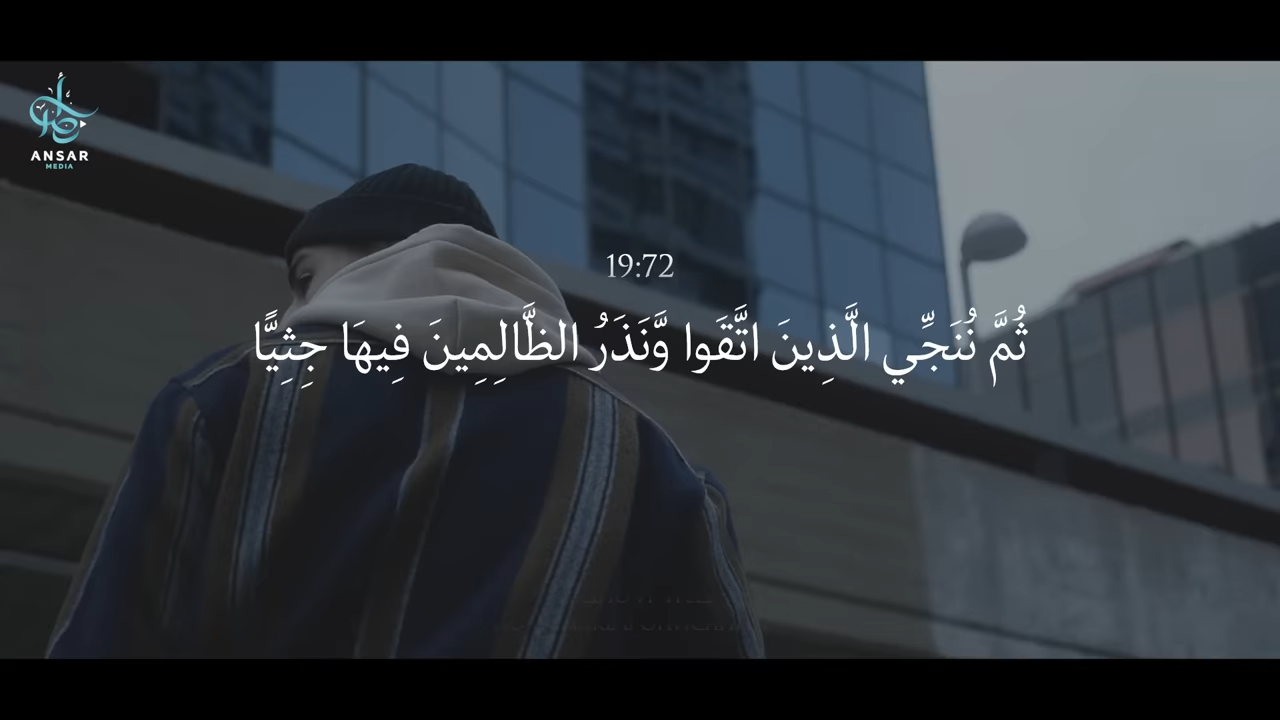 ANSAR
MEDIA
19:72
ثُمَّ نُنَجِّي الَّذِينَ اتَّقَوا وَّنَذَرُ الظَّالِمِينَ فِيهَا جِثِيًّا